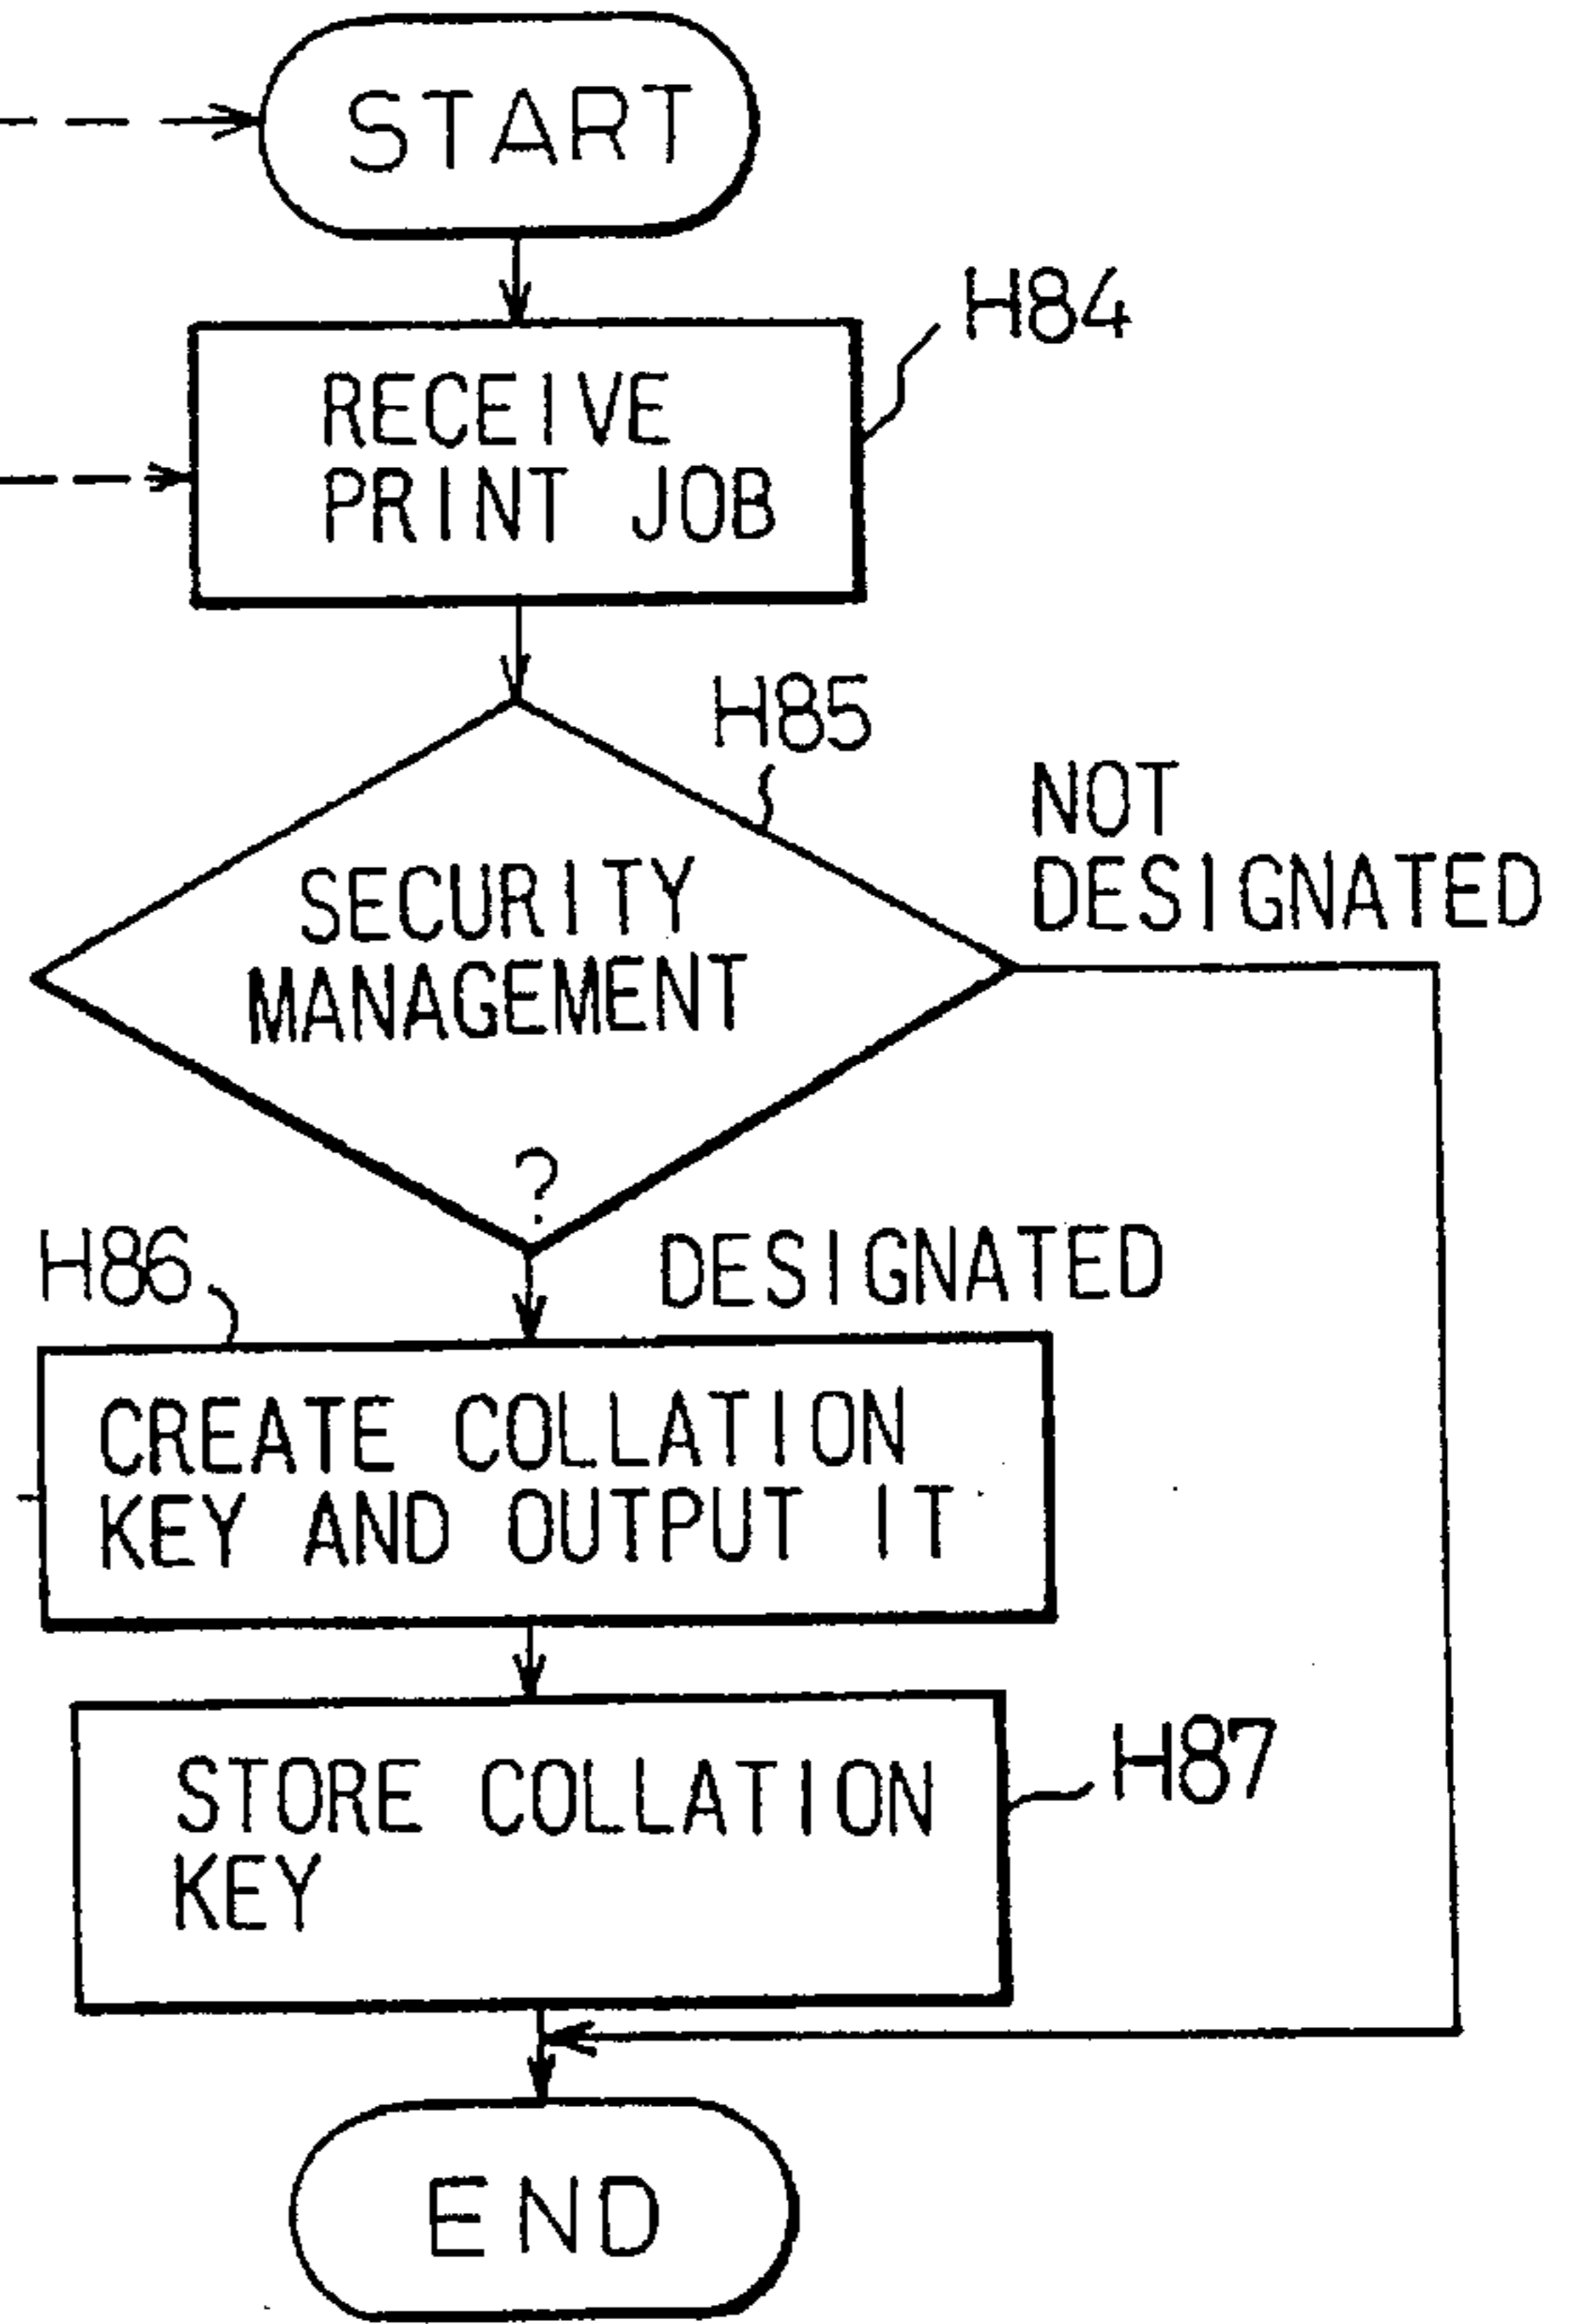 START
H84
RECEIVE
PRINT JOB
H85
NOT
DESIGNATED
SECURITY
MANAGEMENT
?
DESIGNATED
H86
CREATE COLLATION
KEY AND OUTPUT IT
STORE COLLATION
KEY
H87
END